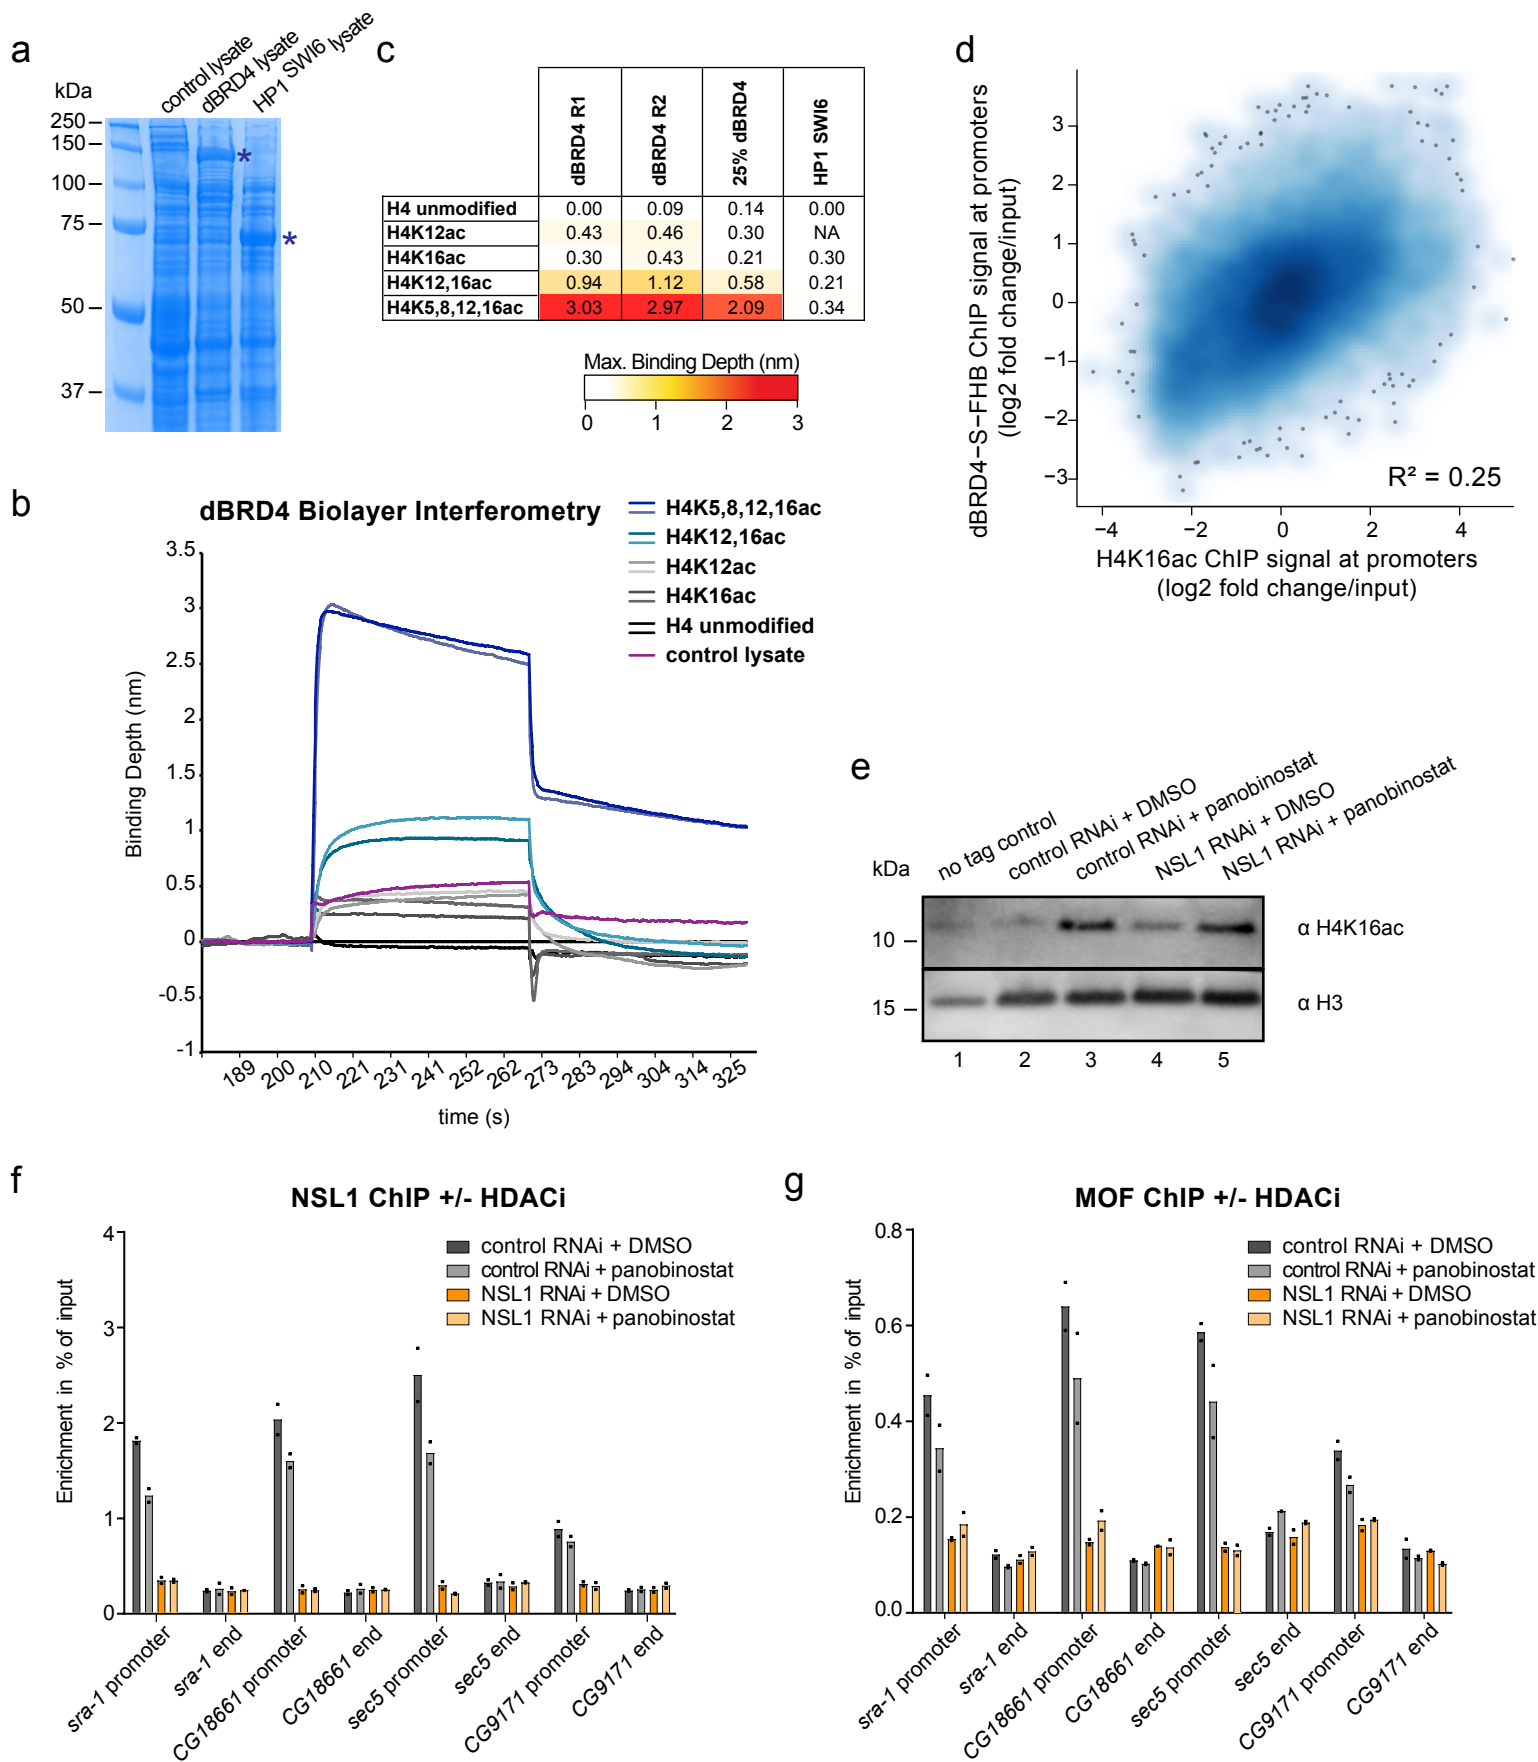 a
kDa
control lysate
dBRD4 lysate
HP1 SWI6 lysate
250
150
100
75
50
37
*
*
c
dBRD4 R1
dBRD4 R2
25% dBRD4
HP1 SWI6
H4 unmodified 0.00 0.09 0.14 0.00
H4K12ac 0.43 0.46 0.30 NA
H4K16ac 0.30 0.43 0.21 0.30
H4K12,16ac 0.94 1.12 0.58 0.21
H4K5,8,12,16ac 3.03 2.97 2.09 0.34
Max. Binding Depth (nm)
0 1 2 3
d
dBRD4−S−FHB ChIP signal at promoters
(log2 fold change/input)
3
2
1
0
−1
−2
−3
R² = 0.25
−4 −2 0 2 4
H4K16ac ChIP signal at promoters
(log2 fold change/input)
b
dBRD4 Biolayer Interferometry
H4K5,8,12,16ac
H4K12,16ac
H4K12ac
H4K16ac
H4 unmodified
control lysate
Binding Depth (nm)
3.5
3
2.5
2
1.5
1
0.5
0
-0.5
-1
189 200 210 221 231 241 252 262 273 283 294 304 314 325
time (s)
e
kDa
no tag control
control RNAi + DMSO
control RNAi + panobinostat
NSL1 RNAi + DMSO
NSL1 RNAi + panobinostat
10
α H4K16ac
15
α H3
1 2 3 4 5
f
NSL1 ChIP +/- HDACi
control RNAi + DMSO
control RNAi + panobinostat
NSL1 RNAi + DMSO
NSL1 RNAi + panobinostat
Enrichment in % of input
4
3
2
1
0
sra-1 promoter
sra-1 end
CG18661 promoter
CG18661 end
sec5 promoter
sec5 end
CG9171 promoter
CG9171 end
g
MOF ChIP +/- HDACi
control RNAi + DMSO
control RNAi + panobinostat
NSL1 RNAi + DMSO
NSL1 RNAi + panobinostat
Enrichment in % of input
0.8
0.6
0.4
0.2
0.0
sra-1 promoter
sra-1 end
CG18661 promoter
CG18661 end
sec5 promoter
sec5 end
CG9171 promoter
CG9171 end